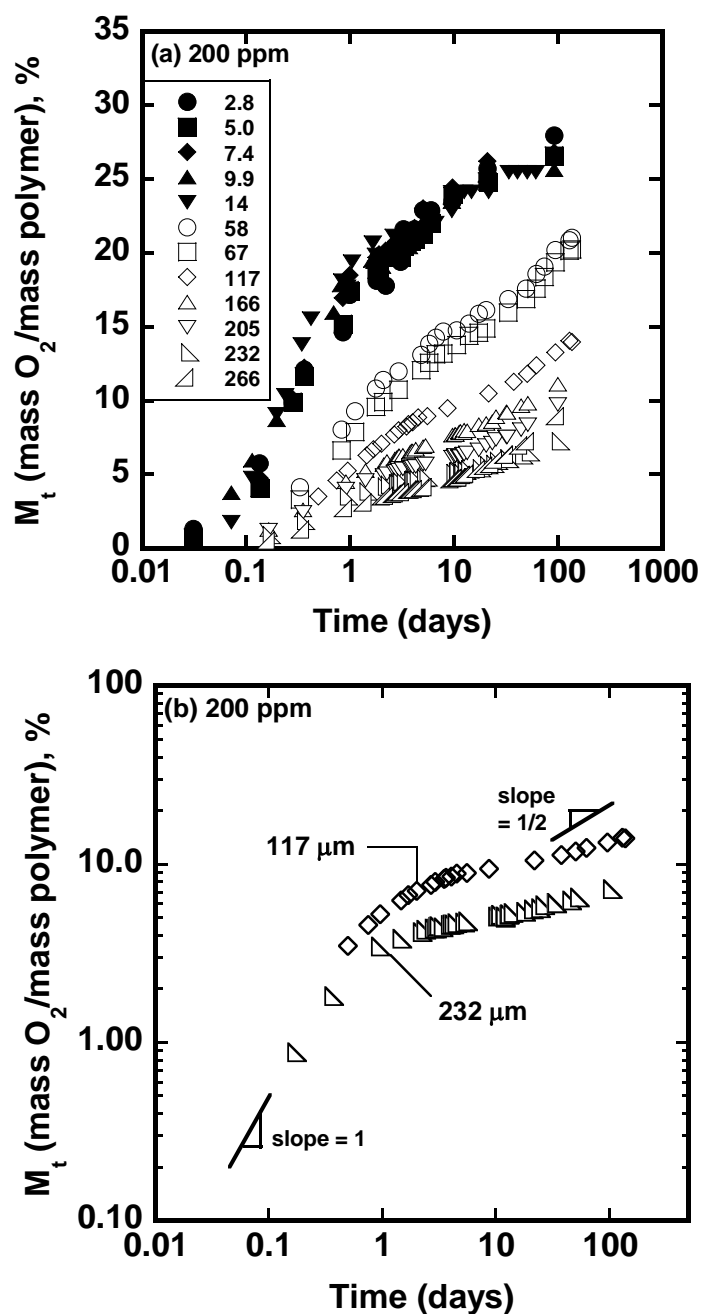 (a) 200 ppm
M_t (mass O_2/mass polymer), %
35
30
25
20
15
10
5
0
2.8
5.0
7.4
9.9
14
58
67
117
166
205
232
266
0.01 0.1 1 10 100 1000
Time (days)
(b) 200 ppm
M_t (mass O_2/mass polymer), %
100
10.0
1.00
0.10
slope
= 1/2
117 μm
232 μm
slope = 1
0.01 0.1 1 10 100
Time (days)